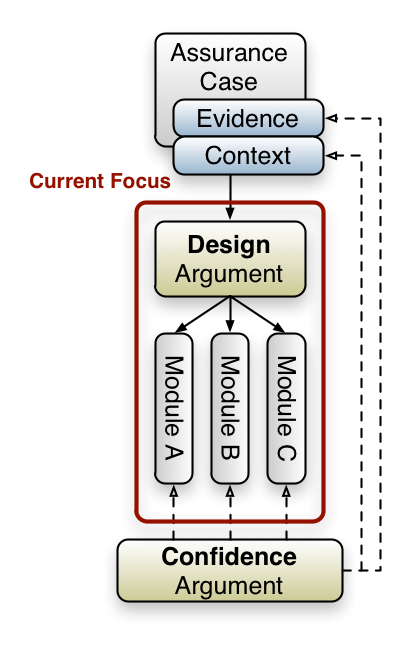 Assurance
Case
Evidence
Context
Current Focus
Design
Argument
Module A
Module B
Module C
Confidence
Argument